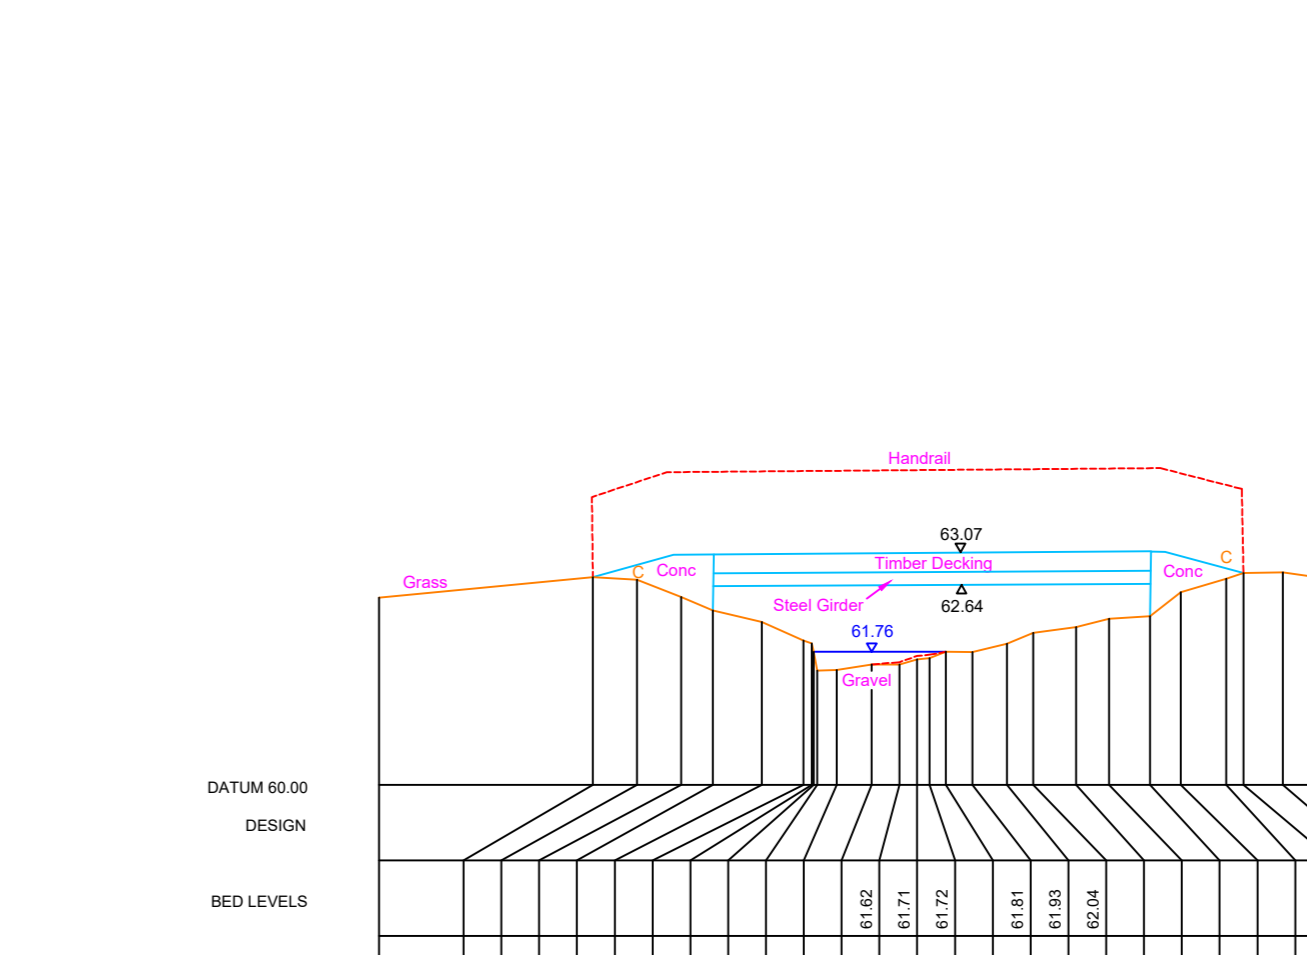 Handrail
63.07
C
Timber Decking
C
Conc
Conc
Grass
Steel Girder
62.64
61.76
Gravel
DATUM 60.00
DESIGN
BED LEVELS
61.62
61.71
61.72
61.81
61.93
62.04